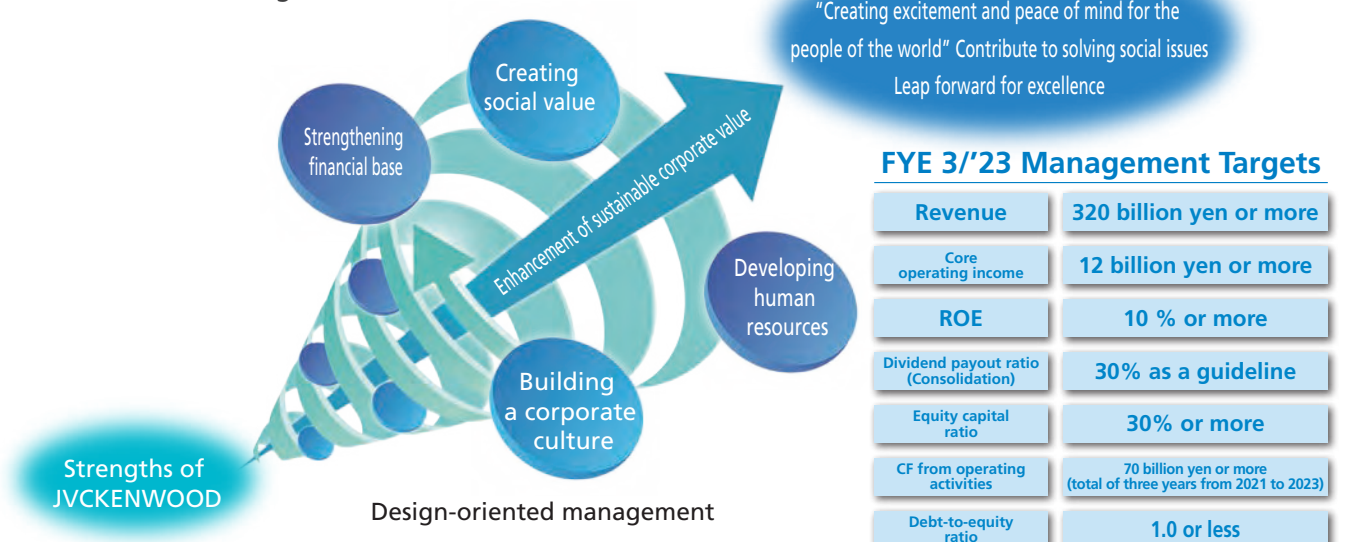 "Creating excitement and peace of mind for the
people of the world" Contribute to solving social issues
Leap forward for excellence
Creating
social value
Strengthening
financial base
Enhancement of sustainable corporate value
Developing
human
resources
Building
a corporate
culture
Strengths of
JVCKENWOOD
Design-oriented management
FYE 3/'23 Management Targets
Revenue
320 billion yen or more
Core
operating income
12 billion yen or more
ROE
10 % or more
Dividend payout ratio
(Consolidation)
30% as a guideline
Equity capital
ratio
30% or more
CF from operating
activities
70 billion yen or more
(total of three years from 2021 to 2023)
Debt-to-equity
ratio
1.0 or less